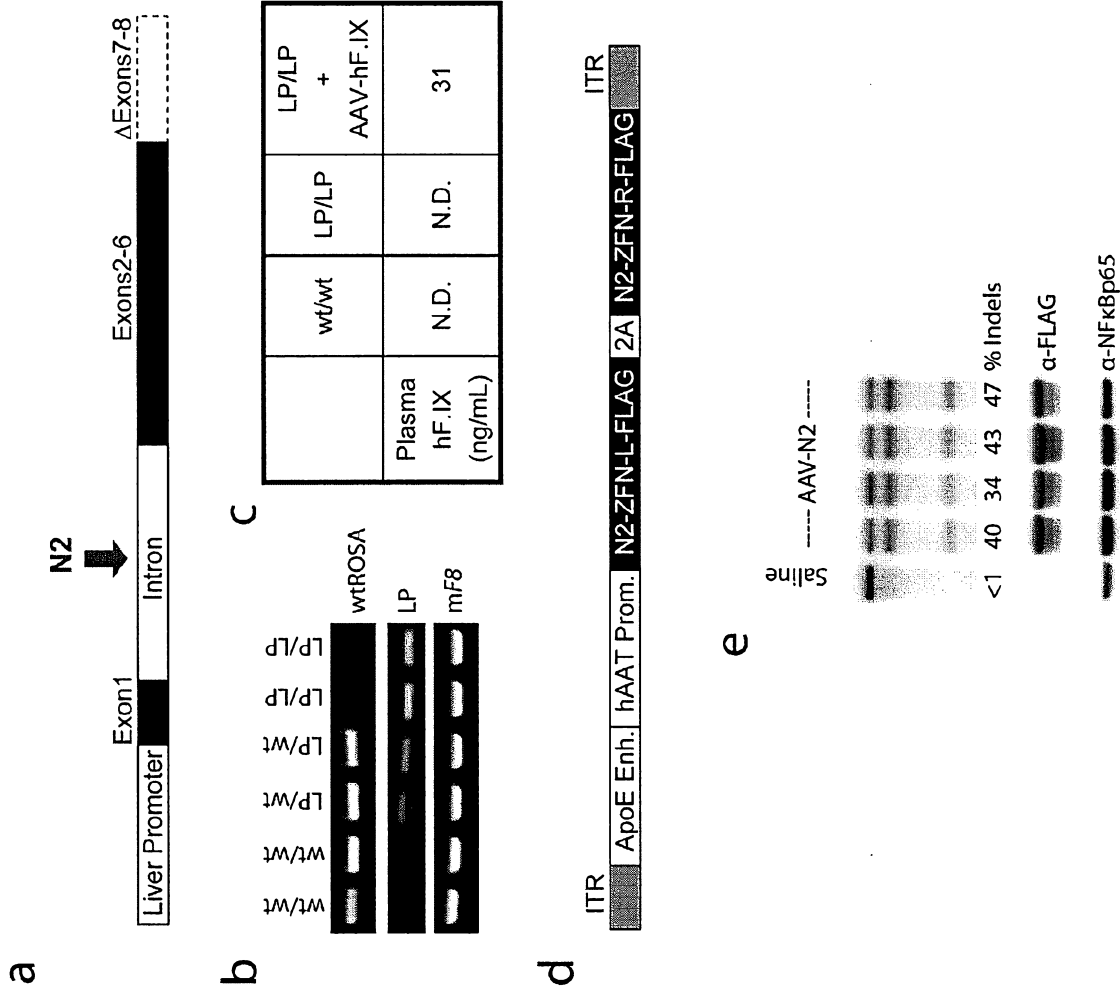 a
N2
Exon1
Exons2-6
ΔExons7-8
Liver Promoter
Intron
b
wt/wt
wt/wt
LP/wt
LP/wt
LP/LP
LP/LP
wtROSA
LP
mF8
c
wt/wt
LP/LP
LP/LP
+
AAV-hF.IX
Plasma
hF.IX
(ng/mL)
N.D.
N.D.
31
d
ITR
ApoE Enh.
hAAT Prom.
N2-ZFN-L-FLAG
2A
N2-ZFN-R-FLAG
ITR
e
Saline
----- AAV-N2 -----
<1
40
34
43
47
% Indels
α-FLAG
α-NFκBp65